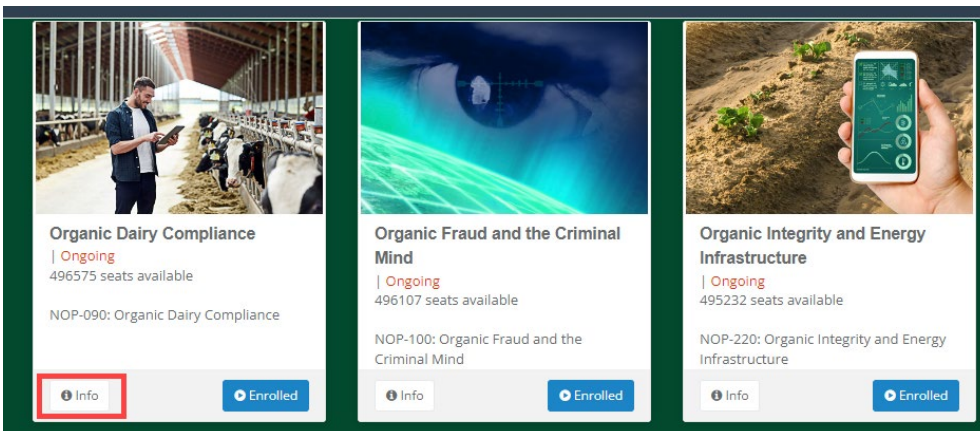 Organic Dairy Compliance
| Ongoing
496575 seats available
NOP-090: Organic Dairy Compliance
Info
Enrolled
Organic Fraud and the Criminal
Mind
| Ongoing
496107 seats available
NOP-100: Organic Fraud and the
Criminal Mind
Info
Enrolled
Organic Integrity and Energy
Infrastructure
| Ongoing
495232 seats available
NOP-220: Organic Integrity and Energy
Infrastructure
Info
Enrolled